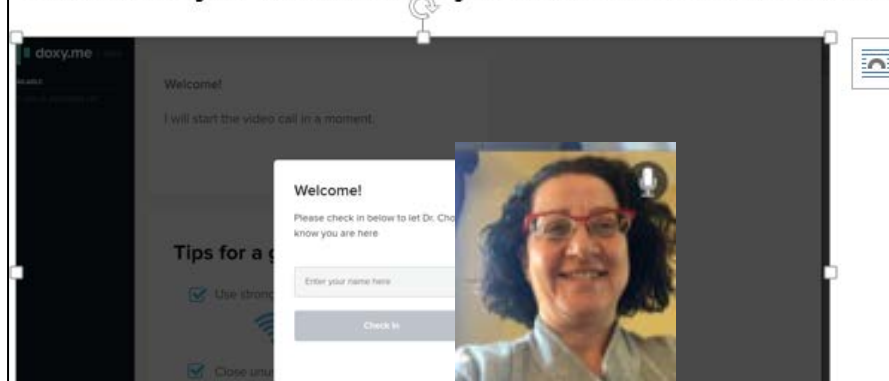 doxy.me
Welcome!
I will start the video call in a moment.
Welcome!
Please check in below to let Dr. Cho
know you are here
Tips for a g
Enter your name here
Use strong
Check In
Close unus